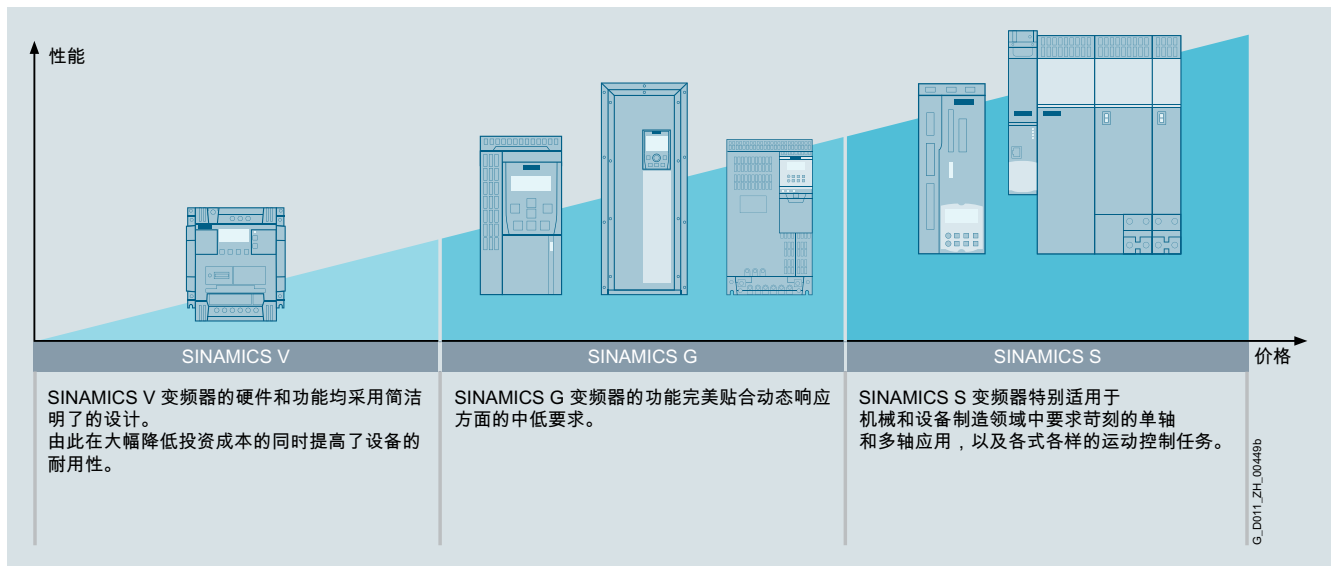 性能
SINAMICS V
SINAMICS G
SINAMICS S
价格
SINAMICS V 变频器的硬件和功能均采用简洁
明了的设计。
由此在大幅降低投资成本的同时提高了设备的
耐用性。
SINAMICS G 变频器的功能完美贴合动态响应
方面的中低要求。
SINAMICS S 变频器特别适用于
机械和设备制造领域中要求苛刻的单轴
和多轴应用，以及各式各样的运动控制任务。
G_D011_ZH_00449b